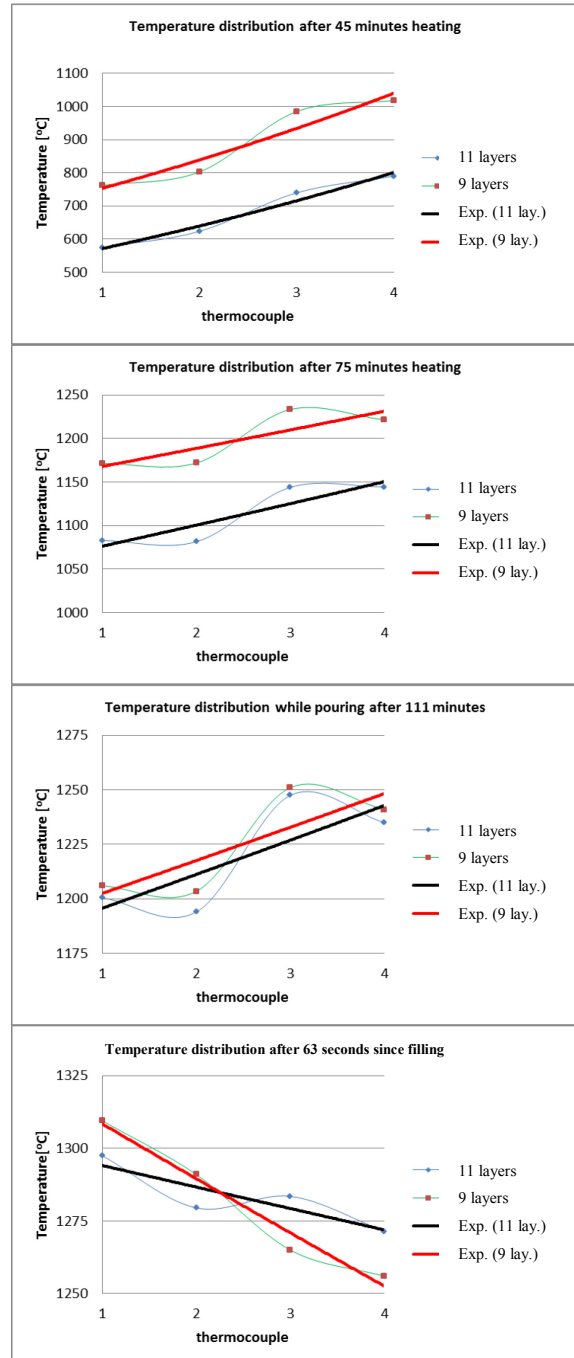 Temperature distribution after 45 minutes heating
Temperature [°C]
1100
1000
900
800
700
600
500
1 2 3 4
thermocouple
11 layers
9 layers
Exp. (11 lay.)
Exp. (9 lay.)
Temperature distribution after 75 minutes heating
Temperature [°C]
1250
1200
1150
1100
1050
1000
1 2 3 4
thermocouple
11 layers
9 layers
Exp. (11 lay.)
Exp. (9 lay.)
Temperature distribution while pouring after 111 minutes
Temperature [°C]
1275
1250
1225
1200
1175
1 2 3 4
thermocouple
11 layers
9 layers
Exp. (11 lay.)
Exp. (9 lay.)
Temperature distribution after 63 seconds since filling
Temperature[°C]
1325
1300
1275
1250
1 2 3 4
thermocouple
11 layers
9 layers
Exp. (11 lay.)
Exp. (9 lay.)